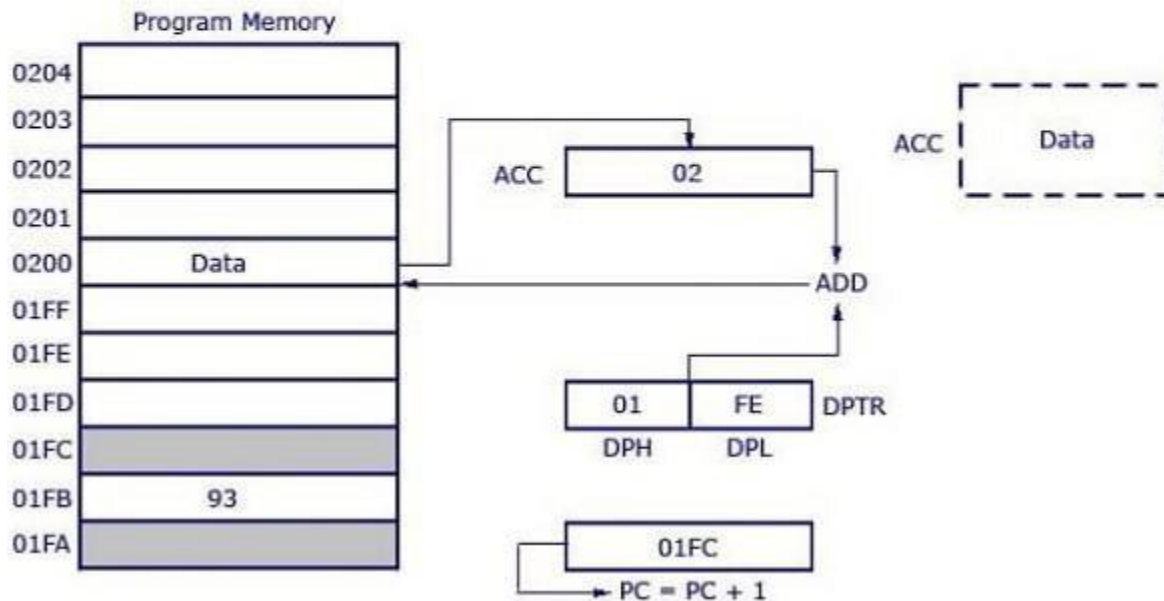 Program Memory
0204
0203
0202
0201
0200 Data
01FF
01FE
01FD
01FC
01FB 93
01FA
ACC 02
ADD
01 FE DPTR
DPH DPL
01FC
PC = PC + 1
ACC Data